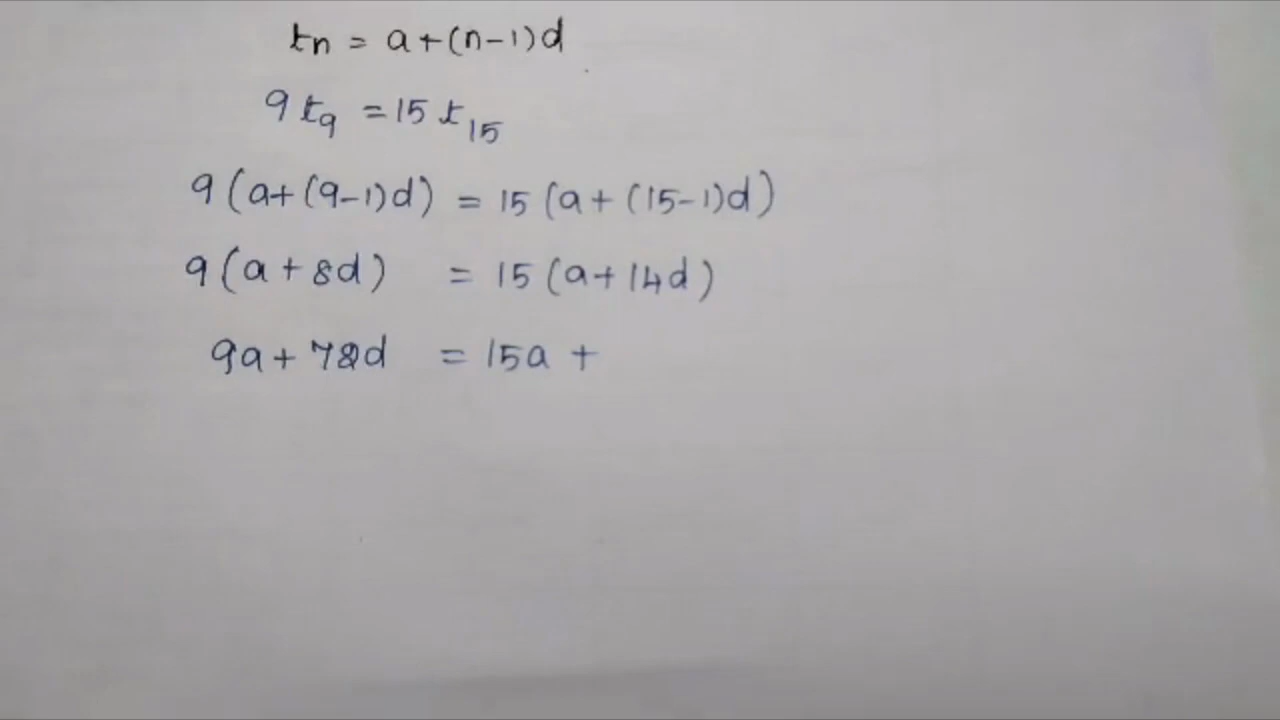 tn = a+(n-1)d
9 t9 = 15 t15
9(a+(9-1)d) = 15(a+(15-1)d)
9(a+8d) = 15(a+14d)
9a+72d = 15a +